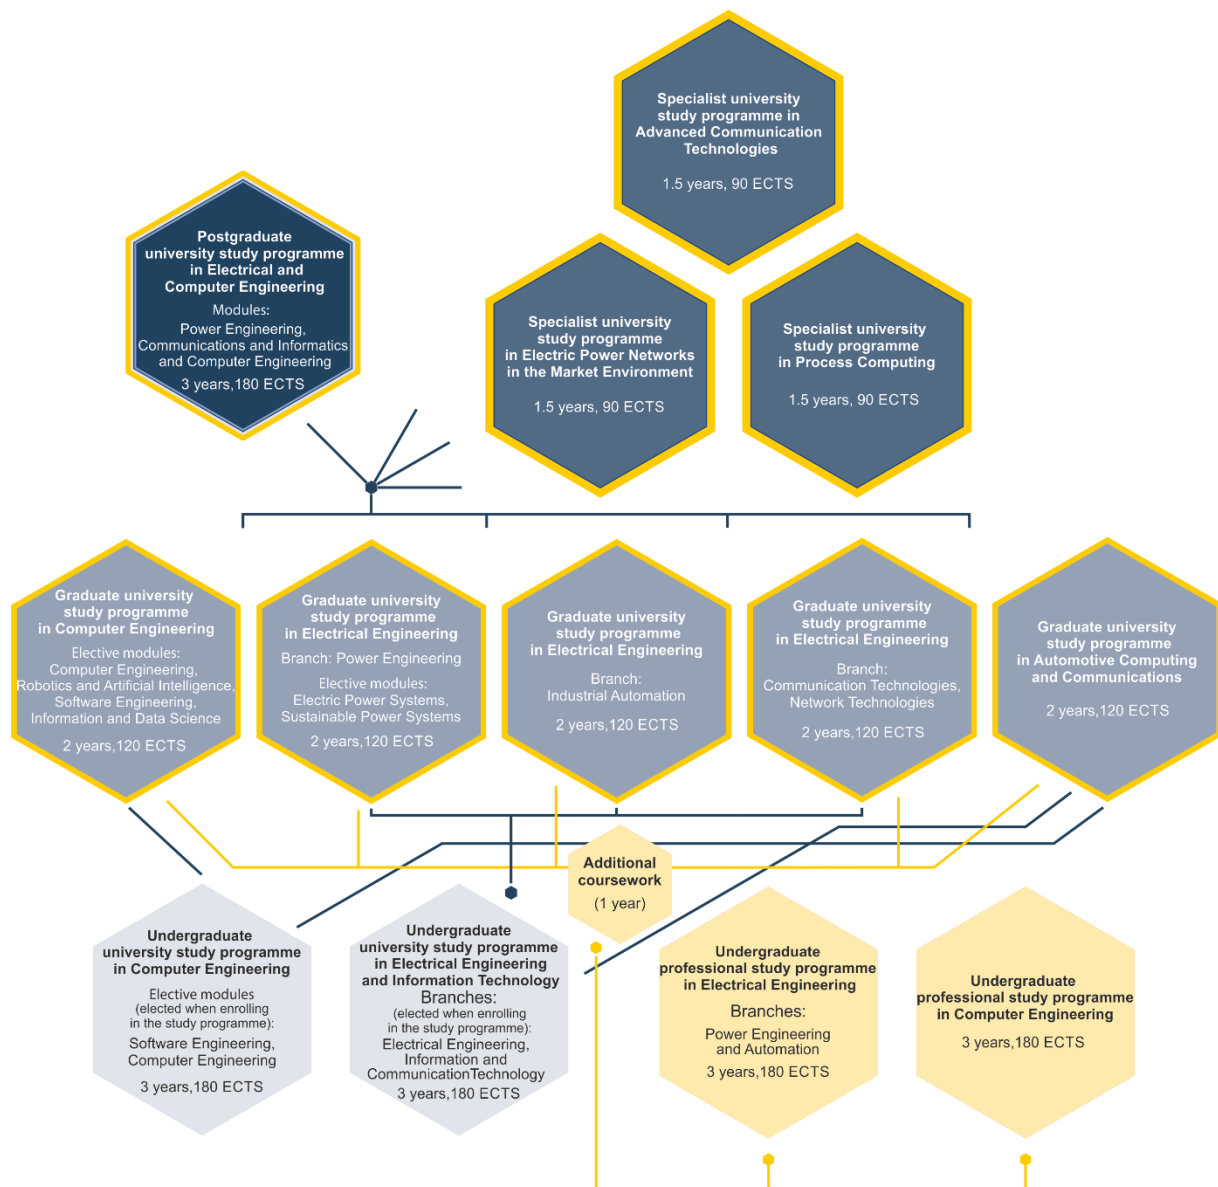 Specialist university
study programme in
Advanced Communication
Technologies
1.5 years, 90 ECTS
Postgraduate
university study programme
in Electrical and
Computer Engineering
Modules:
Power Engineering,
Communications and Informatics
and Computer Engineering
3 years,180 ECTS
Specialist university
study programme
in Electric Power Networks
in the Market Environment
1.5 years, 90 ECTS
Specialist university
study programme
in Process Computing
1.5 years, 90 ECTS
Graduate university
study programme
in Computer Engineering
Elective modules:
Computer Engineering,
Robotics and Artificial Intelligence,
Software Engineering,
Information and Data Science
2 years,120 ECTS
Graduate university
study programme
in Electrical Engineering
Branch: Power Engineering
Elective modules:
Electric Power Systems,
Sustainable Power Systems
2 years,120 ECTS
Graduate university
study programme
in Electrical Engineering
Branch:
Industrial Automation
2 years,120 ECTS
Graduate university
study programme
in Electrical Engineering
Branch:
Communication Technologies,
Network Technologies
2 years,120 ECTS
Graduate university
study programme
in Automotive Computing
and Communications
2 years,120 ECTS
Additional
coursework
(1 year)
Undergraduate
university study programme
in Computer Engineering
Elective modules
(elected when enrolling
in the study programme):
Software Engineering,
Computer Engineering
3 years,180 ECTS
Undergraduate
university study programme
in Electrical Engineering
and Information Technology
Branches:
(elected when enrolling
in the study programme):
Electrical Engineering,
Information and
CommunicationTechnology
3 years,180 ECTS
Undergraduate
professional study programme
in Electrical Engineering
Branches:
Power Engineering
and Automation
3 years,180 ECTS
Undergraduate
professional study programme
in Computer Engineering
3 years,180 ECTS